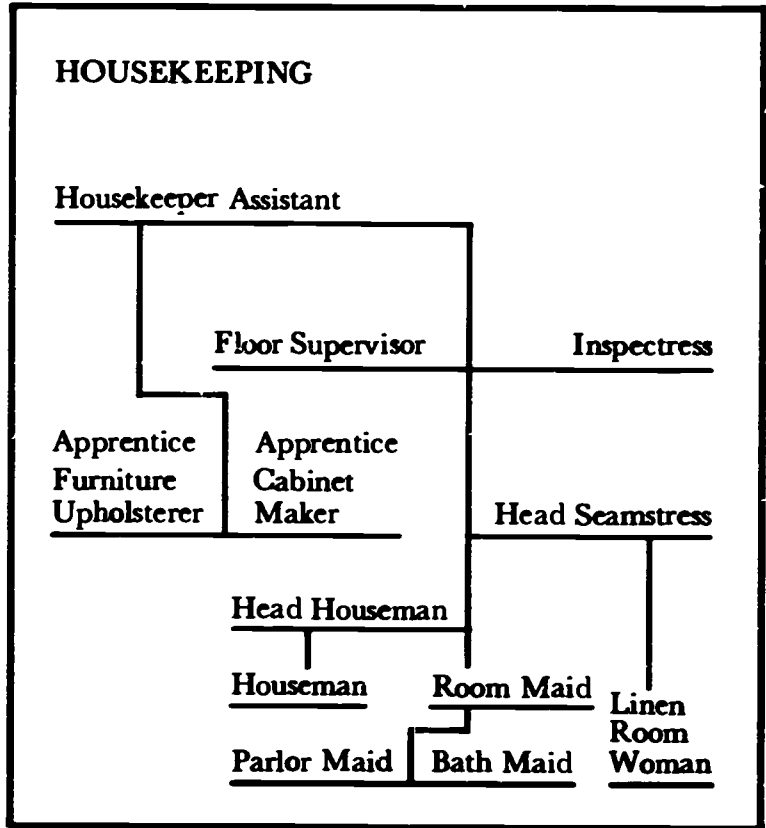 HOUSEKEEPING
Housekeeper Assistant
Floor Supervisor
Inspectress
Apprentice
Furniture
Upholsterer
Apprentice
Cabinet
Maker
Head Seamstress
Head Houseman
Houseman
Room Maid
Linen
Room
Woman
Parlor Maid
Bath Maid